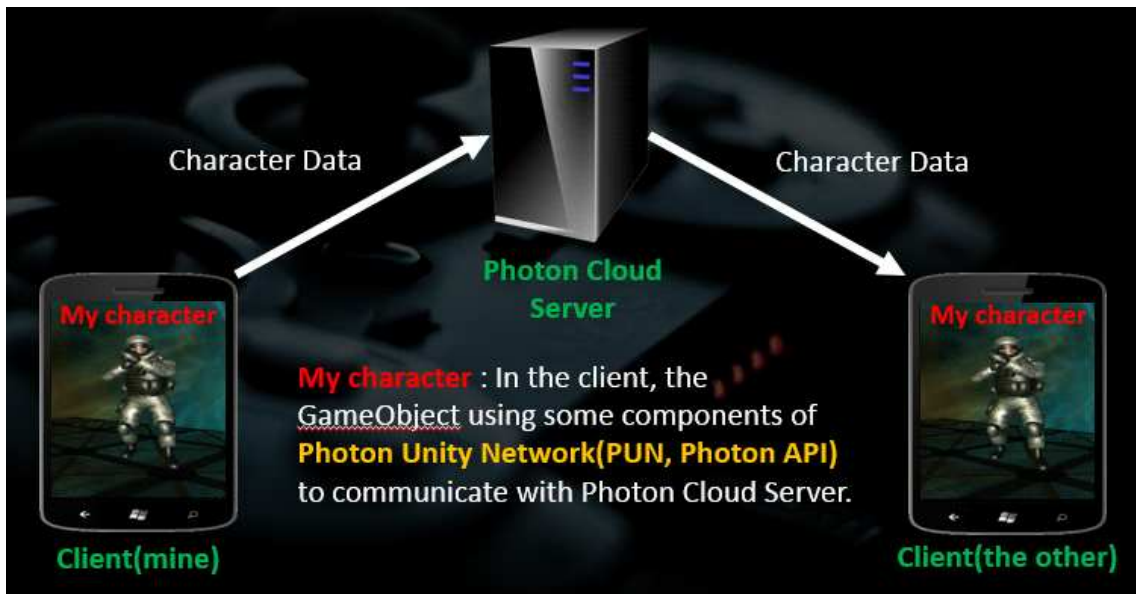 Character Data
Character Data
Photon Cloud
Server
My character
My character
My character : In the client, the
GameObject using some components of
Photon Unity Network(PUN, Photon API)
to communicate with Photon Cloud Server.
Client(mine)
Client(the other)